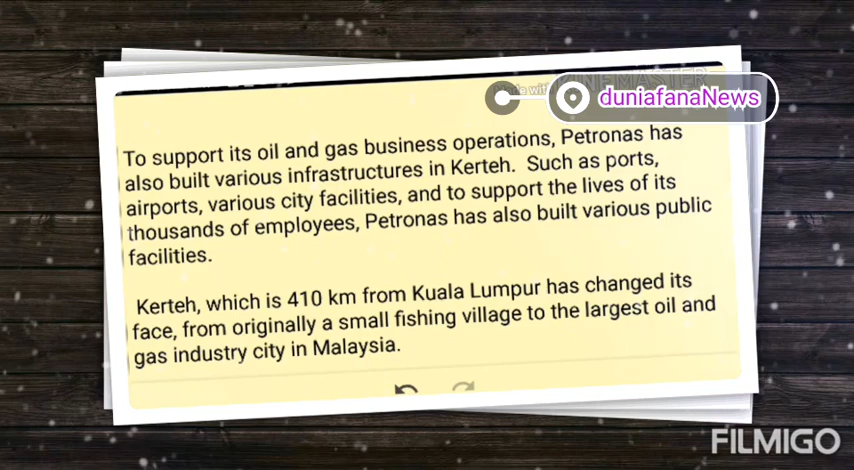 Made with KINEMASTER
duniafanaNews
To support its oil and gas business operations, Petronas has
also built various infrastructures in Kerteh. Such as ports,
airports, various city facilities, and to support the lives of its
thousands of employees, Petronas has also built various public
facilities.
Kerteh, which is 410 km from Kuala Lumpur has changed its
face, from originally a small fishing village to the largest oil and
gas industry city in Malaysia.
FILMIGO